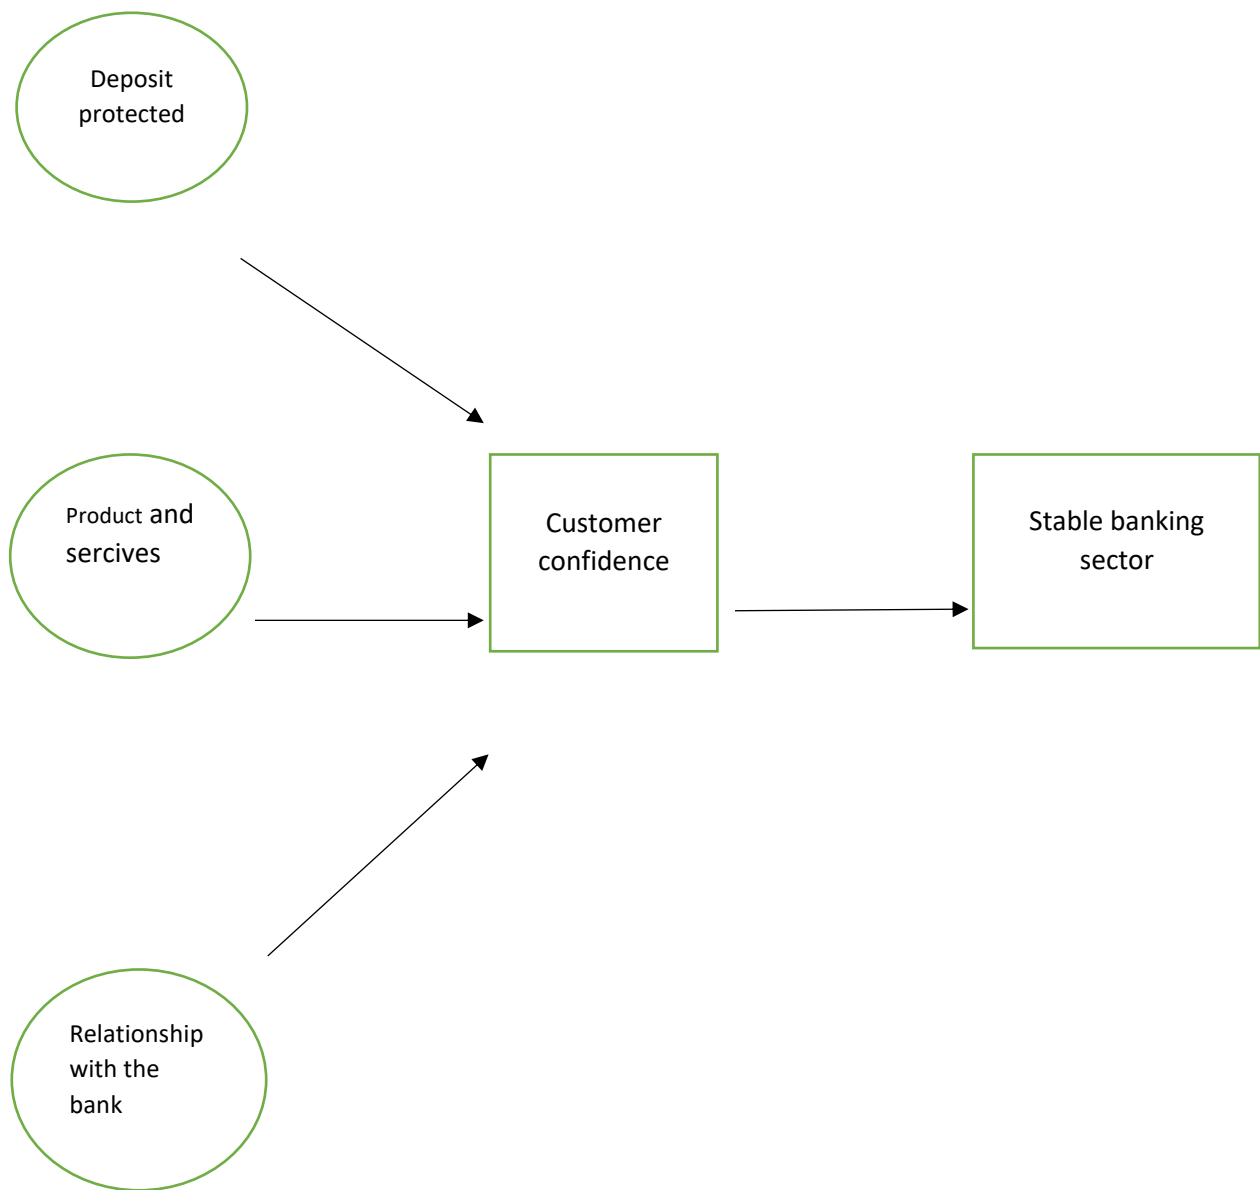 Deposit
protected
Product and
sercives
Customer
confidence
Stable banking
sector
Relationship
with the
bank